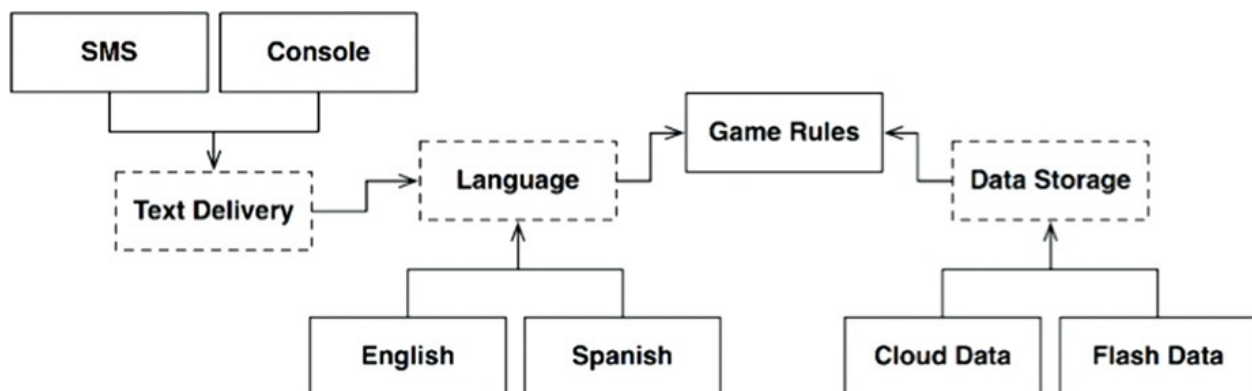 SMS
Console
Game Rules
Language
Data Storage
Text Delivery
English
Spanish
Cloud Data
Flash Data